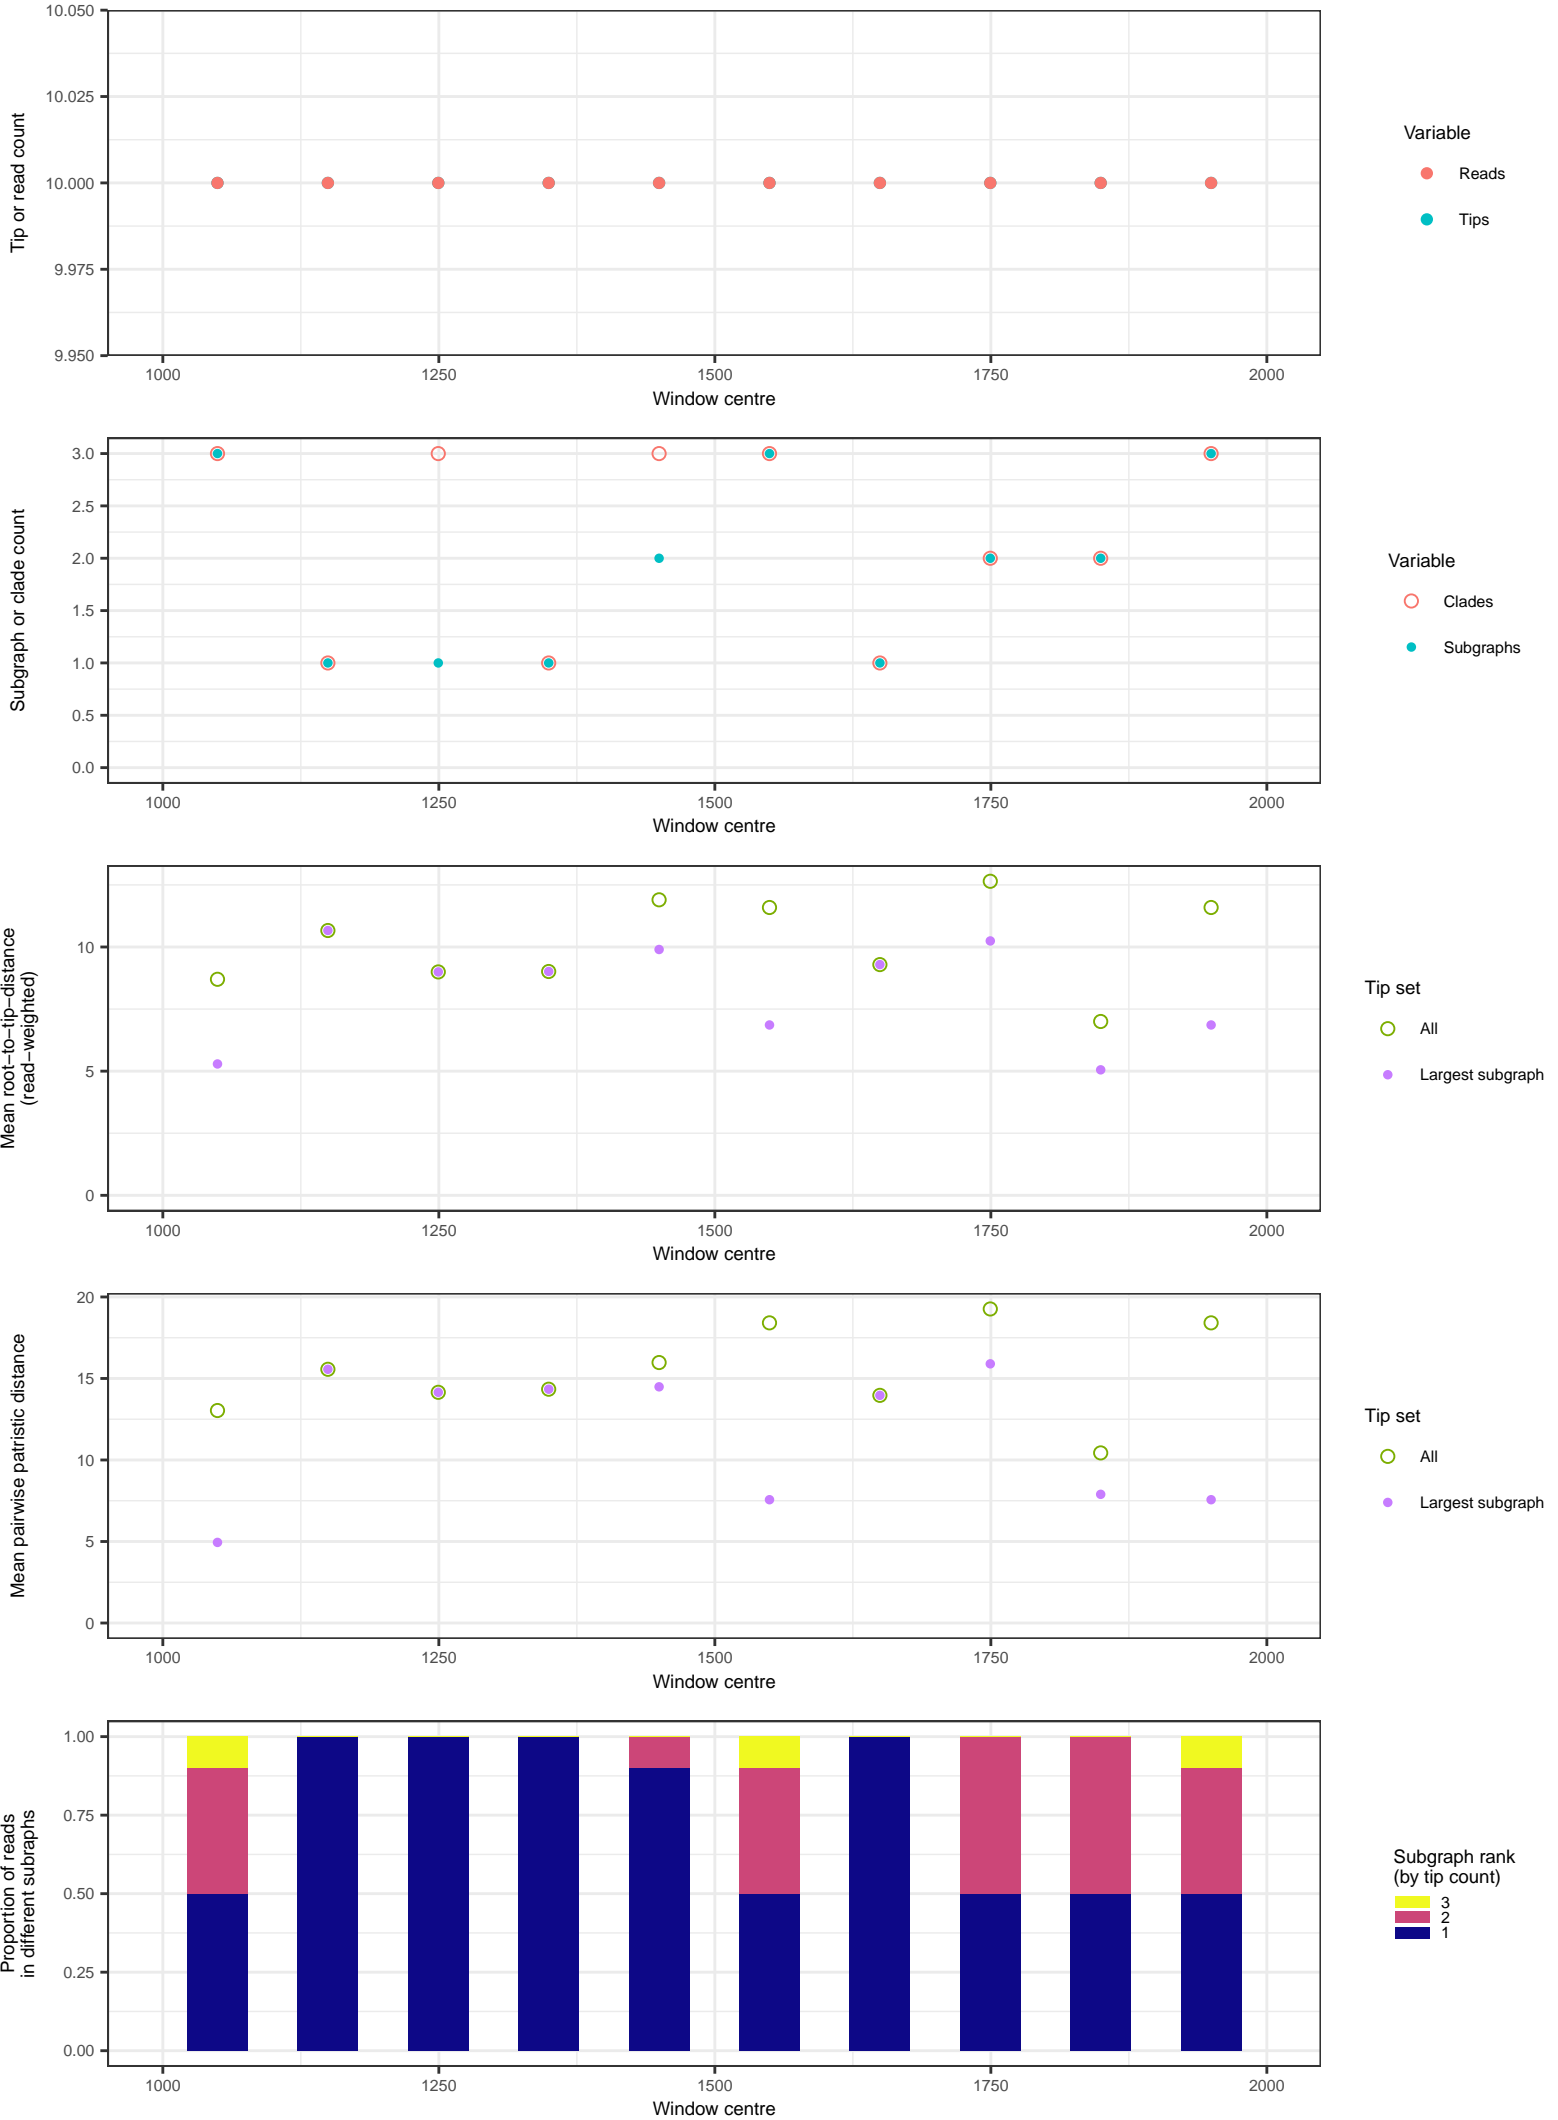 10.050
10.025
10.000
9.975
9.950
Tip or read count
1000 1250 1500 1750 2000
Window centre
Variable
Reads
Tips
3.0
2.5
2.0
1.5
1.0
0.5
0.0
Subgraph or clade count
1000 1250 1500 1750 2000
Window centre
Variable
Clades
Subgraphs
10
5
0
Mean root−to−tip−distance
(read−weighted)
1000 1250 1500 1750 2000
Window centre
Tip set
All
Largest subgraph
20
15
10
5
0
Mean pairwise patristic distance
1000 1250 1500 1750 2000
Window centre
Tip set
All
Largest subgraph
1.00
0.75
0.50
0.25
0.00
Proportion of reads
in different subraphs
1000 1250 1500 1750 2000
Window centre
Subgraph rank
(by tip count)
3
2
1